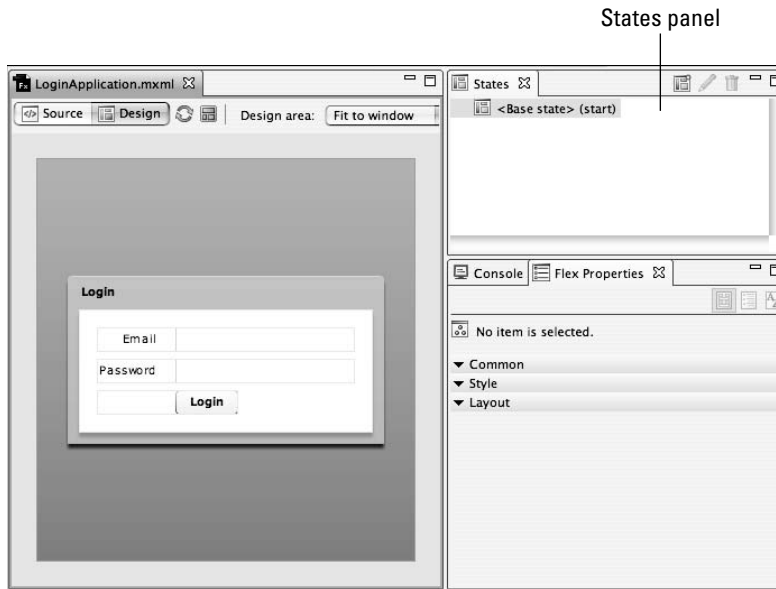 States panel
LoginApplication.mxml
Source Design Design area: Fit to window
Login
Email
Password
Login
States
<Base state> (start)
Console Flex Properties
No item is selected.
Common
Style
Layout